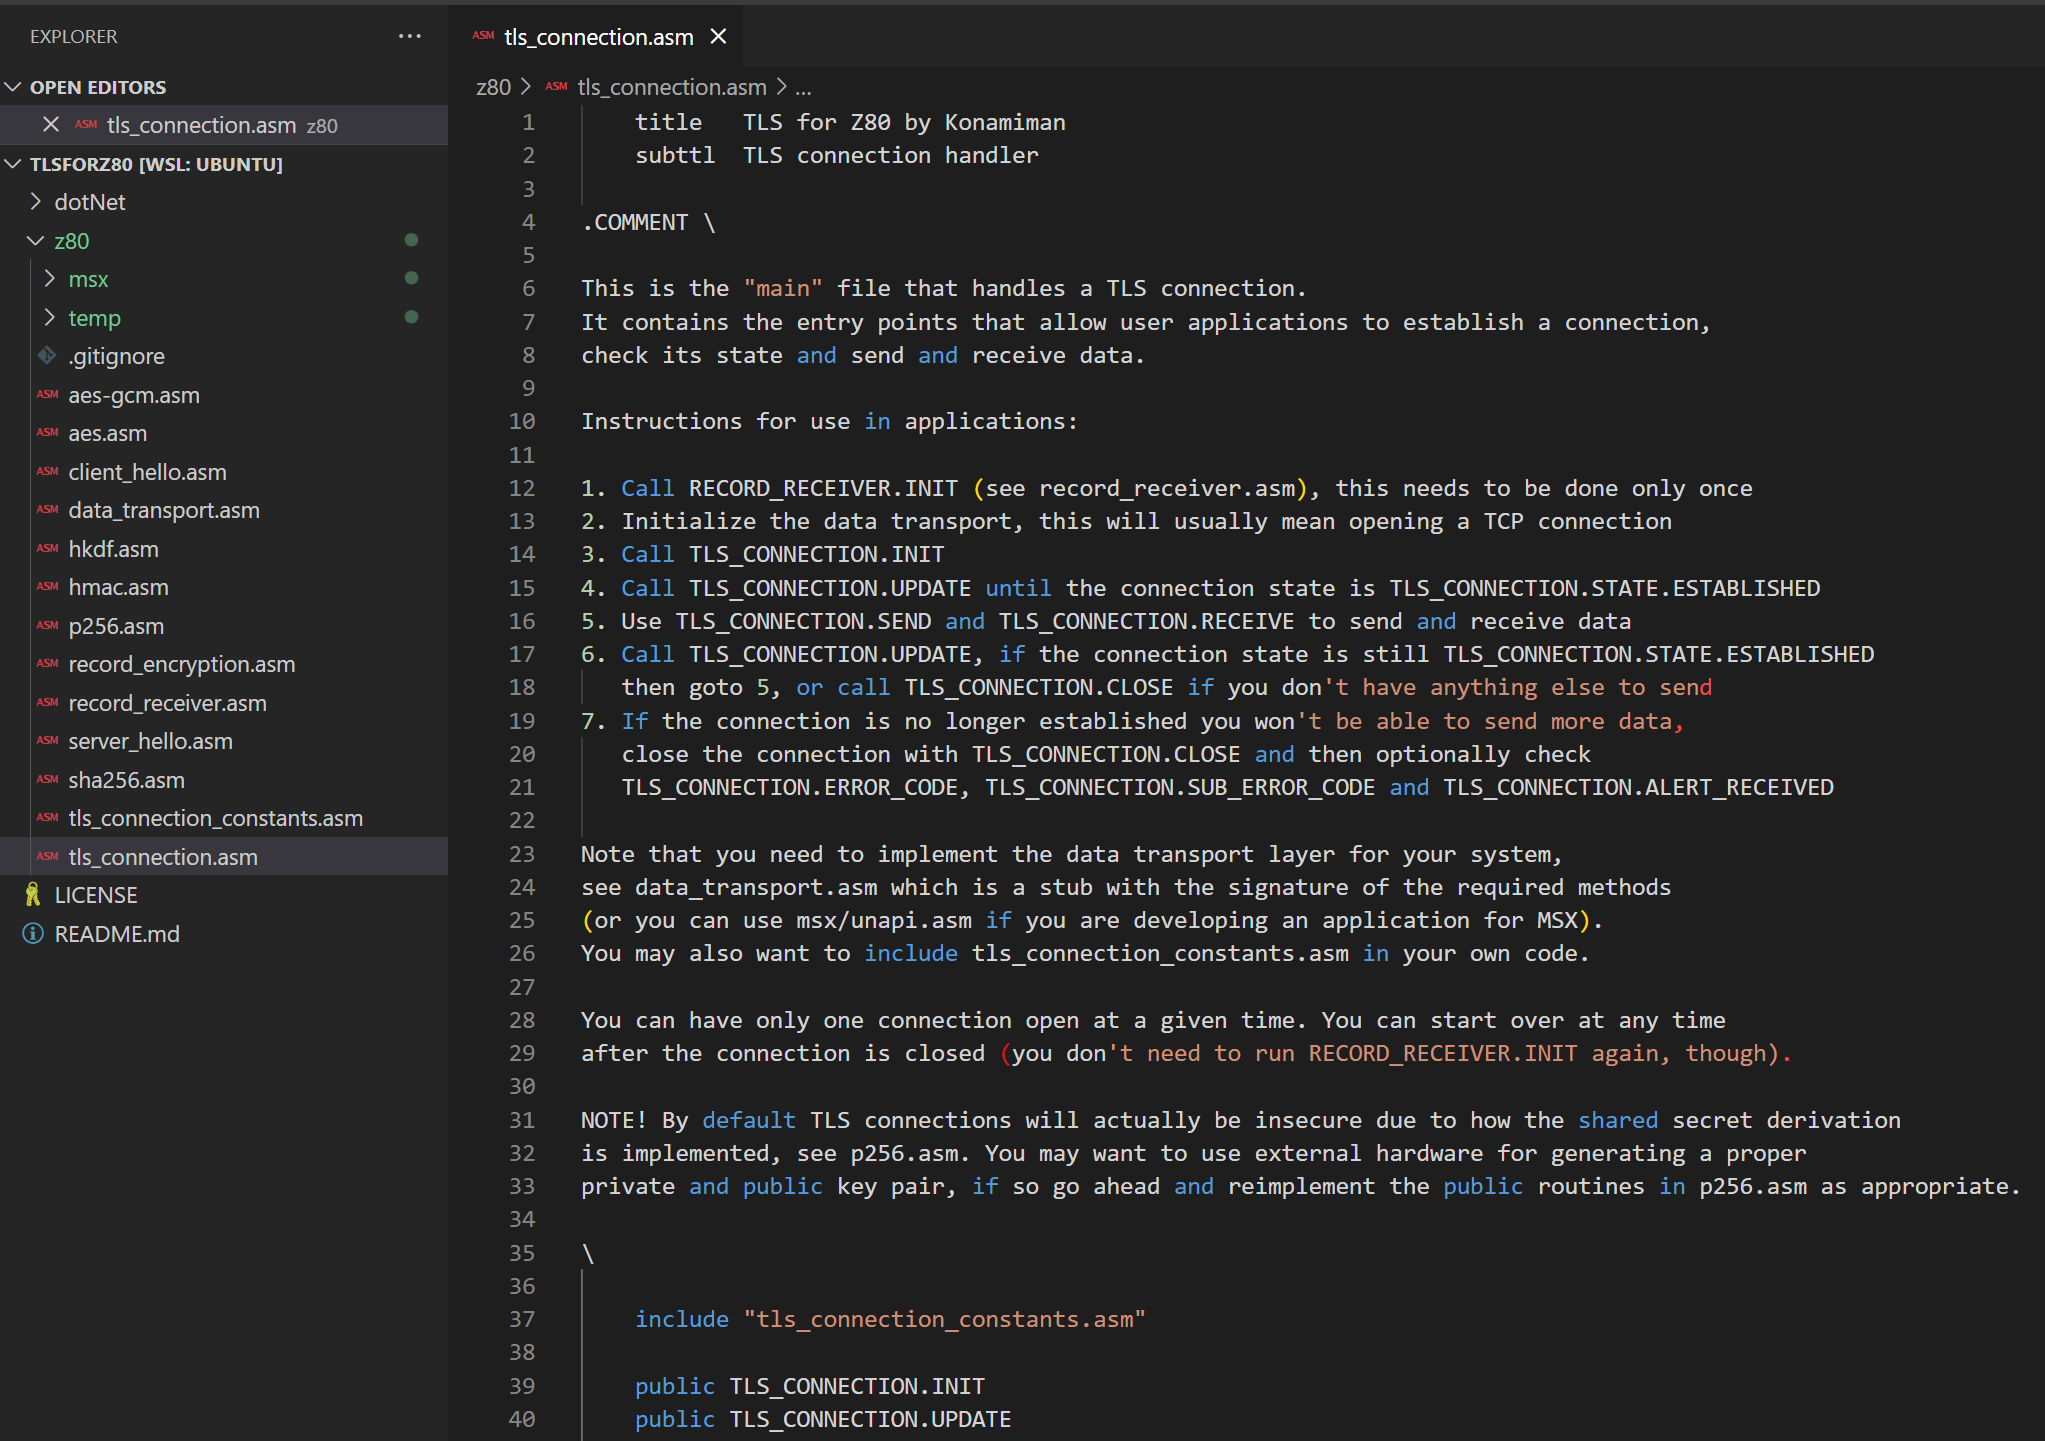 EXPLORER
...
OPEN EDITORS
ASM tls_connection.asm z80
TLSFORZ80 [WSL: UBUNTU]
dotNet
z80
msx
temp
.gitignore
ASM aes-gcm.asm
ASM aes.asm
ASM client_hello.asm
ASM data_transport.asm
ASM hkdf.asm
ASM hmac.asm
ASM p256.asm
ASM record_encryption.asm
ASM record_receiver.asm
ASM server_hello.asm
ASM sha256.asm
ASM tls_connection_constants.asm
ASM tls_connection.asm
LICENSE
README.md
ASM tls_connection.asm
z80 > ASM tls_connection.asm > ...
1 title TLS for Z80 by Konamiman
2 subttl TLS connection handler
3
4 .COMMENT \
5
6 This is the "main" file that handles a TLS connection.
7 It contains the entry points that allow user applications to establish a connection,
8 check its state and send and receive data.
9
10 Instructions for use in applications:
11
12 1. Call RECORD_RECEIVER.INIT (see record_receiver.asm), this needs to be done only once
13 2. Initialize the data transport, this will usually mean opening a TCP connection
14 3. Call TLS_CONNECTION.INIT
15 4. Call TLS_CONNECTION.UPDATE until the connection state is TLS_CONNECTION.STATE.ESTABLISHED
16 5. Use TLS_CONNECTION.SEND and TLS_CONNECTION.RECEIVE to send and receive data
17 6. Call TLS_CONNECTION.UPDATE, if the connection state is still TLS_CONNECTION.STATE.ESTABLISHED
18 then goto 5, or call TLS_CONNECTION.CLOSE if you don't have anything else to send
19 7. If the connection is no longer established you won't be able to send more data,
20 close the connection with TLS_CONNECTION.CLOSE and then optionally check
21 TLS_CONNECTION.ERROR_CODE, TLS_CONNECTION.SUB_ERROR_CODE and TLS_CONNECTION.ALERT_RECEIVED
22
23 Note that you need to implement the data transport layer for your system,
24 see data_transport.asm which is a stub with the signature of the required methods
25 (or you can use msx/unapi.asm if you are developing an application for MSX).
26 You may also want to include tls_connection_constants.asm in your own code.
27
28 You can have only one connection open at a given time. You can start over at any time
29 after the connection is closed (you don't need to run RECORD_RECEIVER.INIT again, though).
30
31 NOTE! By default TLS connections will actually be insecure due to how the shared secret derivation
32 is implemented, see p256.asm. You may want to use external hardware for generating a proper
33 private and public key pair, if so go ahead and reimplement the public routines in p256.asm as appropriate.
34
35 \
36
37 include "tls_connection_constants.asm"
38
39 public TLS_CONNECTION.INIT
40 public TLS_CONNECTION.UPDATE